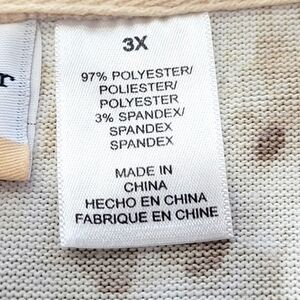 r
3X
97% POLYESTER/
POLIESTER/
POLYESTER
3% SPANDEX/
SPANDEX
SPANDEX
MADE IN
CHINA
HECHO EN CHINA
FABRIQUE EN CHINE